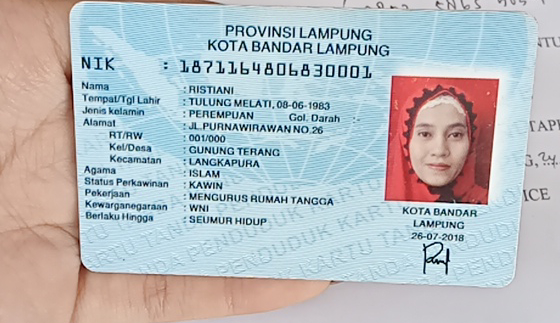 PROVINSI LAMPUNG
KOTA BANDAR LAMPUNG
NIK : 1871164806830001
Nama : RISTIANI
Tempat/Tgl Lahir : TULUNG MELATI, 08-06-1983
Jenis kelamin : PEREMPUAN Gol. Darah :-
Alamat : JL.PURNAWIRAWAN NO.26
RT/RW : 001/000
Kel/Desa : GUNUNG TERANG
Kecamatan : LANGKAPURA
Agama : ISLAM
Status Perkawinan : KAWIN
Pekerjaan : MENGURUS RUMAH TANGGA
Kewarganegaraan : WNI
Berlaku Hingga : SEUMUR HIDUP
KOTA BANDAR
LAMPUNG
26-07-2018